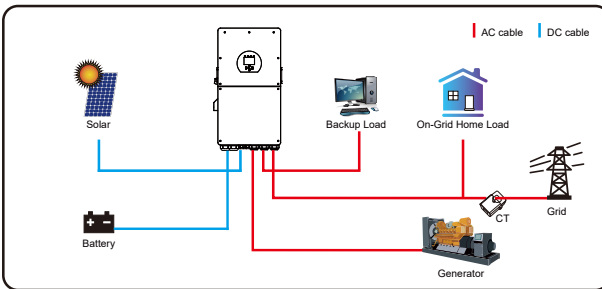 AC cable
DC cable
Solar
Backup Load
On-Grid Home Load
CT
Grid
Battery
Generator